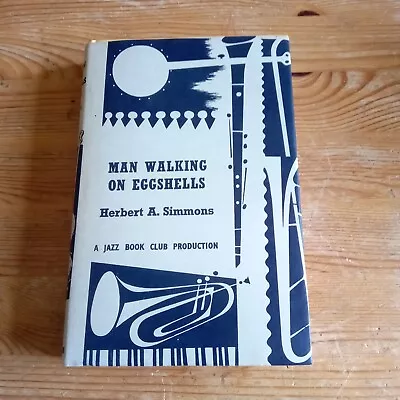 MAN WALKING
ON EGGSHELLS
Herbert A. Simmons
A JAZZ BOOK CLUB PRODUCTION